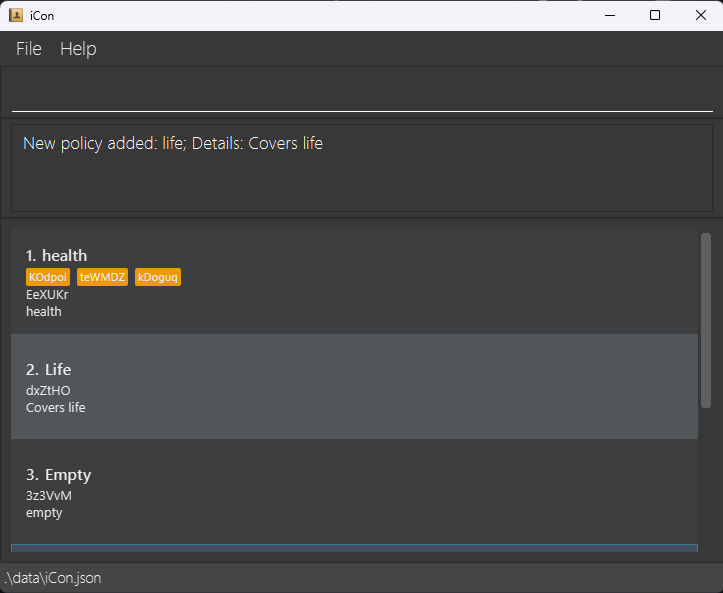 iCon
File Help
New policy added: life; Details: Covers life
1. health
KOdpoi teWMDZ kDoguq
EeXUKr
health
2. Life
dxZtHO
Covers life
3. Empty
3z3VvM
empty
.\data\iCon.json